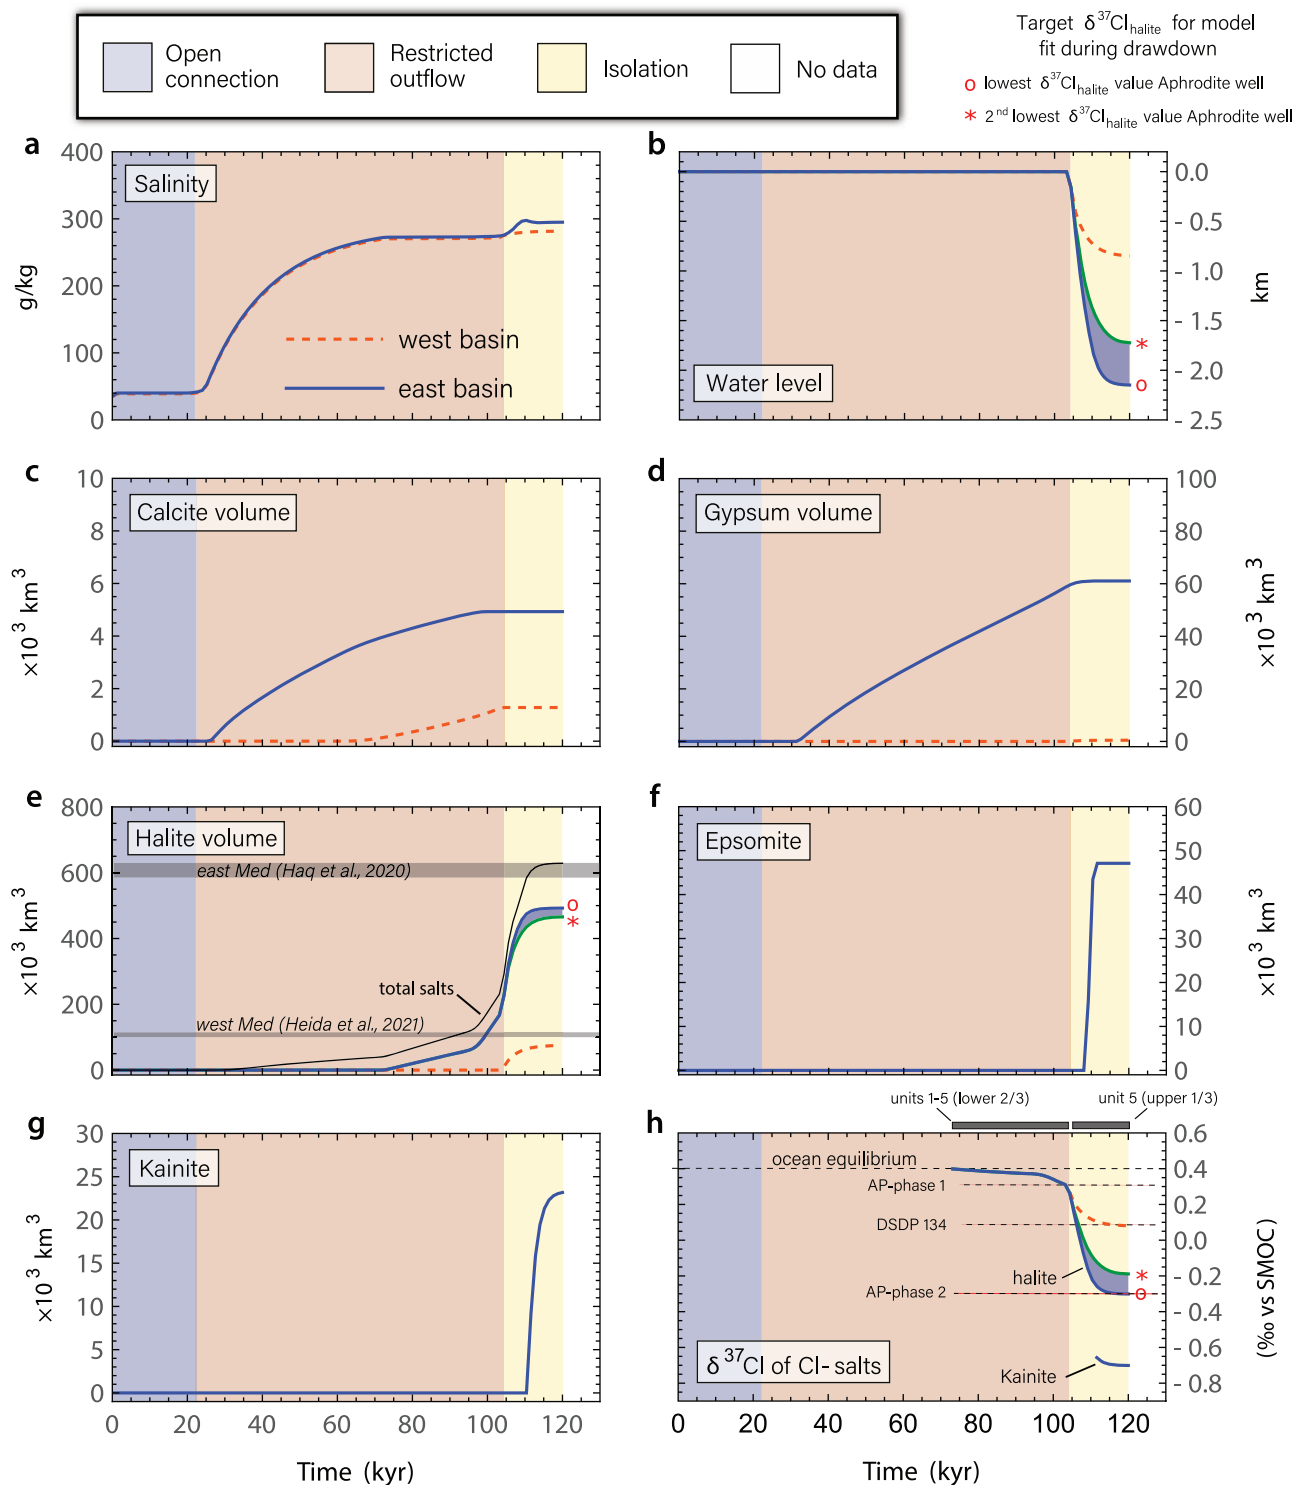 Open
connection
Restricted
outflow
Isolation
No data
Target δ37Clhalite for model
fit during drawdown
o lowest δ37Clhalite value Aphrodite well
* 2nd lowest δ37Clhalite value Aphrodite well
a
400
300
200
100
0
g/kg
Salinity
west basin
east basin
b
0.0
- 0.5
- 1.0
- 1.5
- 2.0
- 2.5
km
Water level
*
o
c
10
8
6
4
2
0
×10 3 km 3
Calcite volume
d
100
80
60
40
20
0
×10 3 km 3
Gypsum volume
e
800
600
400
200
0
×10 3 km 3
Halite volume
east Med (Haq et al., 2020)
o
*
total salts
west Med (Heida et al., 2021)
f
60
50
40
30
20
10
0
×10 3 km 3
Epsomite
g
30
25
20
15
10
5
0
×10 3 km 3
Kainite
0 20 40 60 80 100 120
Time (kyr)
units 1-5 (lower 2/3)
unit 5 (upper 1/3)
h
0.6
0.4
0.2
0.0
- 0.2
- 0.4
- 0.6
- 0.8
(‰ vs SMOC)
ocean equilibrium
AP-phase 1
DSDP 134
halite
*
AP-phase 2
o
δ 37Cl of Cl- salts
Kainite
0 20 40 60 80 100 120
Time (kyr)